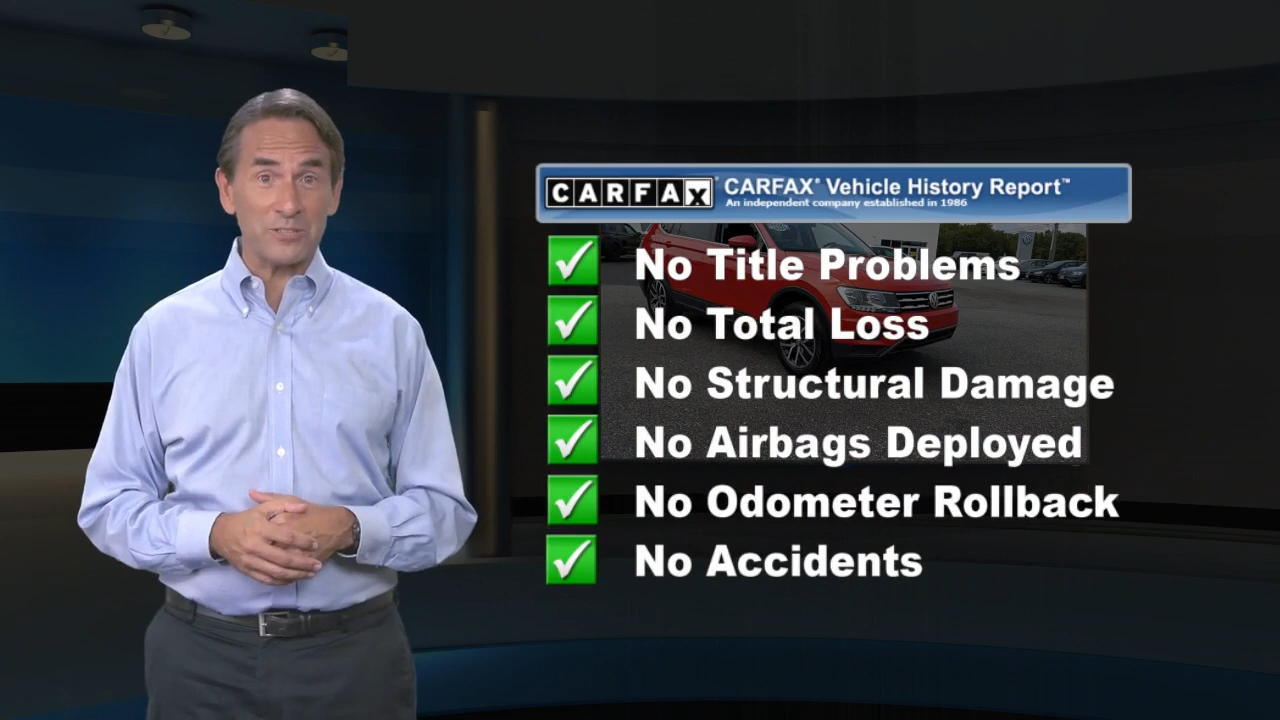 CARFAX® CARFAX® Vehicle History Report™
An independent company established in 1986
No Title Problems
No Total Loss
No Structural Damage
No Airbags Deployed
No Odometer Rollback
No Accidents